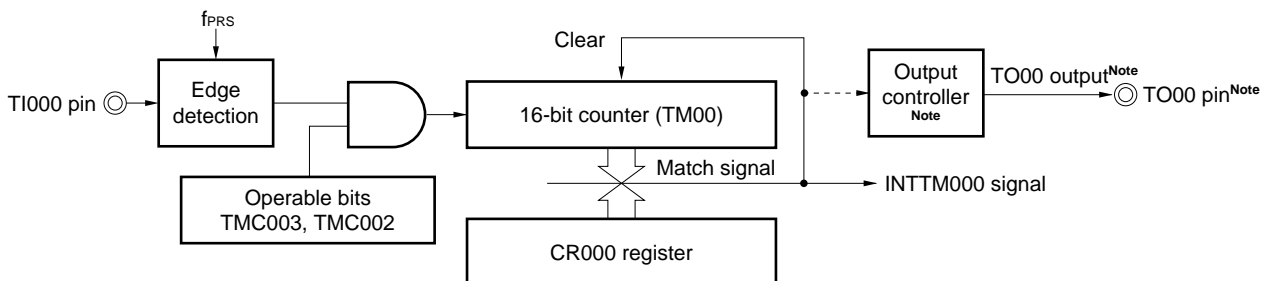 fPRS
Clear
TI000 pin
Edge
detection
16-bit counter (TM00)
Output
controller
Note
TO00 outputNote
TO00 pinNote
Operable bits
TMC003, TMC002
Match signal
INTTM000 signal
CR000 register